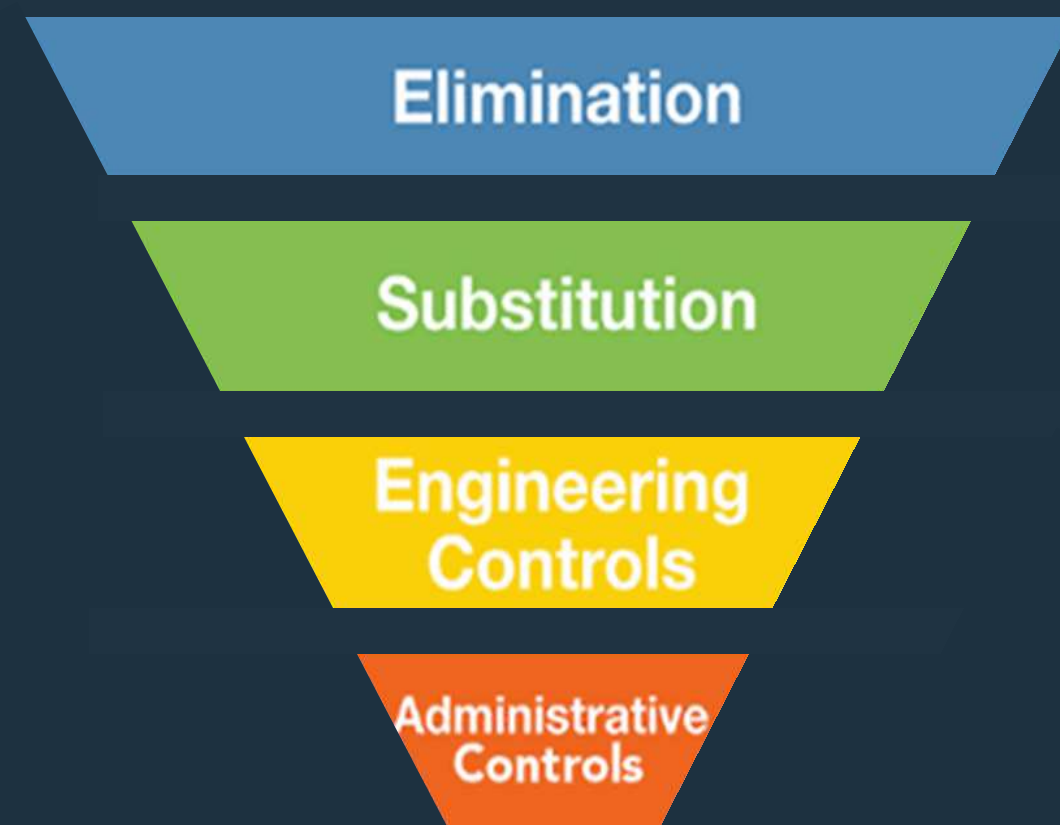 Elimination
Substitution
Engineering
Controls
Administrative
Controls